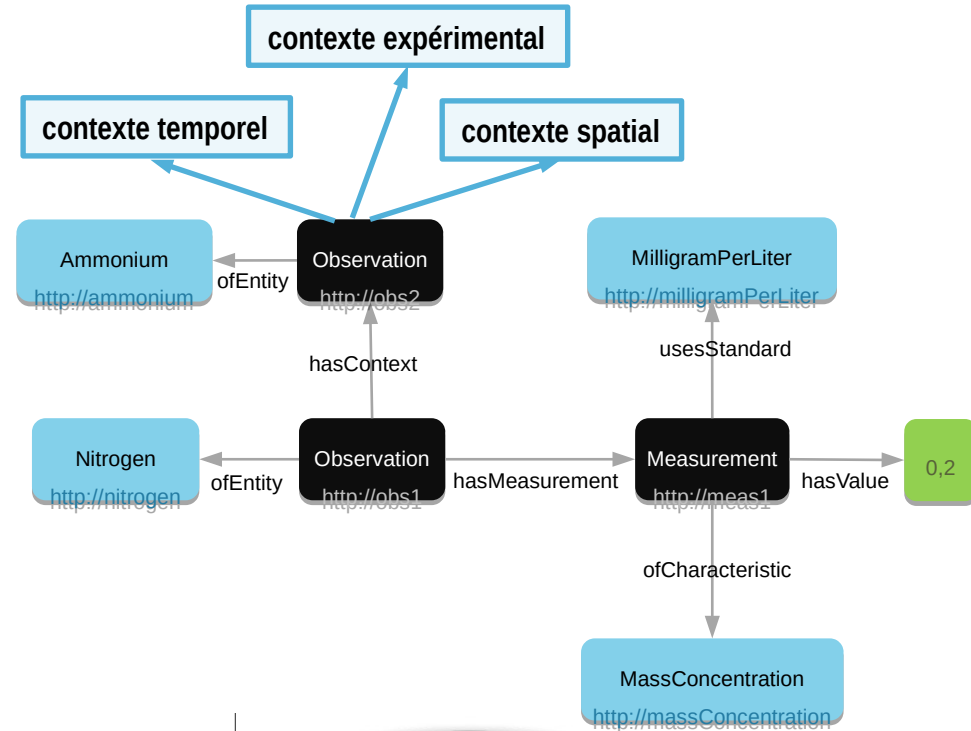 contexte expérimental
contexte temporel
contexte spatial
Ammonium
http://ammonium
ofEntity
Observation
http://obs2
MilligramPerLiter
http://milligramPerLiter
hasContext
usesStandard
Nitrogen
http://nitrogen
ofEntity
Observation
http://obs1
hasMeasurement
Measurement
http://meas1
hasValue
0,2
ofCharacteristic
MassConcentration
http://massConcentration